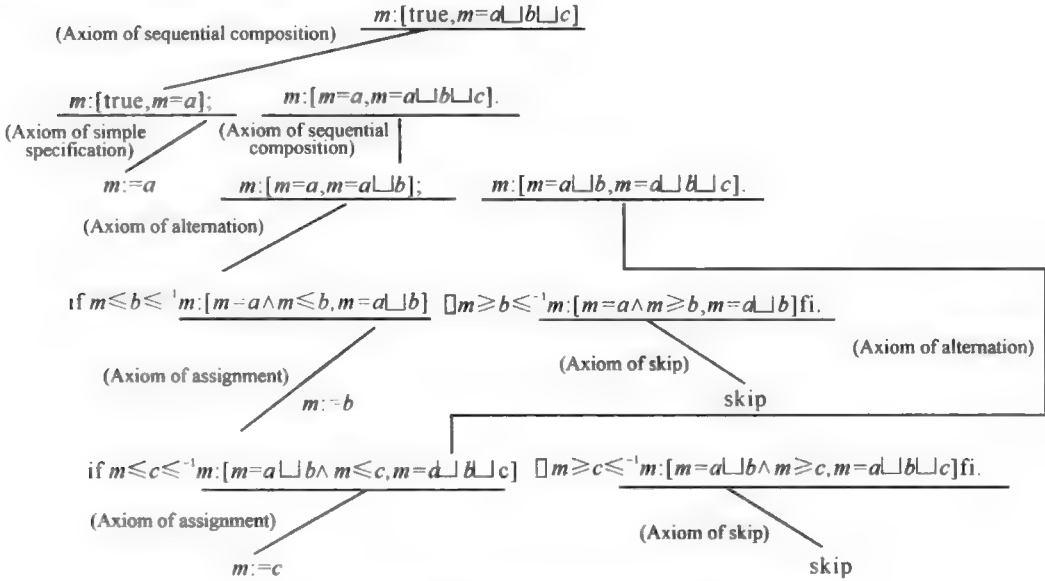 m:[true,m=a⊔b⊔c]
(Axiom of sequential composition)
m:[true,m=a]; m:[m=a,m=a⊔b⊔c].
(Axiom of simple specification) (Axiom of sequential composition)
m:=a m:[m=a,m=a⊔b]; m:[m=a⊔b,m=a⊔b⊔c].
(Axiom of alternation)
if m≤b≤⁻¹m:[m=a∧m≤b,m=a⊔b] ▯m≥b≤⁻¹m:[m=a∧m≥b,m=a⊔b]fi.
(Axiom of assignment) (Axiom of skip) (Axiom of alternation)
m:=b skip
if m≤c≤⁻¹m:[m=a⊔b∧m≤c,m=a⊔b⊔c] ▯m≥c≤⁻¹m:[m=a⊔b∧m≥c,m=a⊔b⊔c]fi.
(Axiom of assignment) (Axiom of skip)
m:=c skip